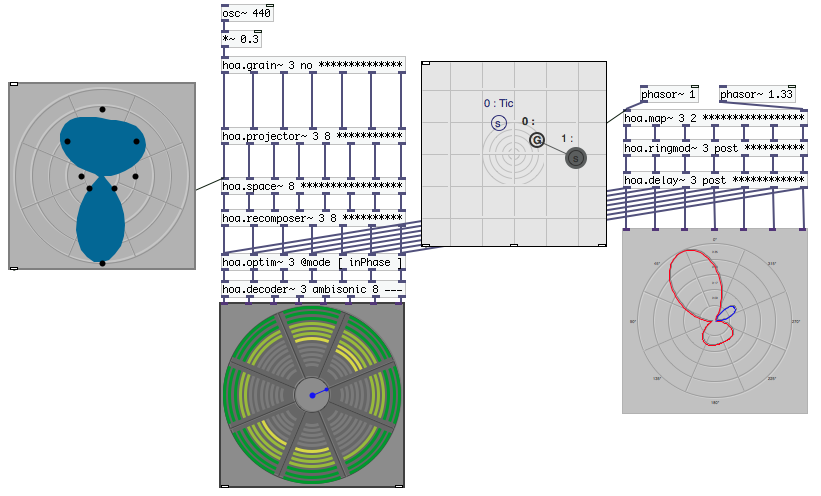 osc~ 440
*~ 0.3
hoa.grain~ 3 no **************
hoa.projector~ 3 8 **********
hoa.space~ 8 ****************
hoa.recomposer~ 3 8 *********
hoa.optim~ 3 @mode [ inPhase ]
hoa.decoder~ 3 ambisonic 8 ---
0 : Tic
s
0 :
G
1 :
s
phasor~ 1
phasor~ 1.33
hoa.map~ 3 2 ****************
hoa.ringmod~ 3 post *********
hoa.delay~ 3 post ***********
0°
315°
270°
225°
180°
135°
90°
45°